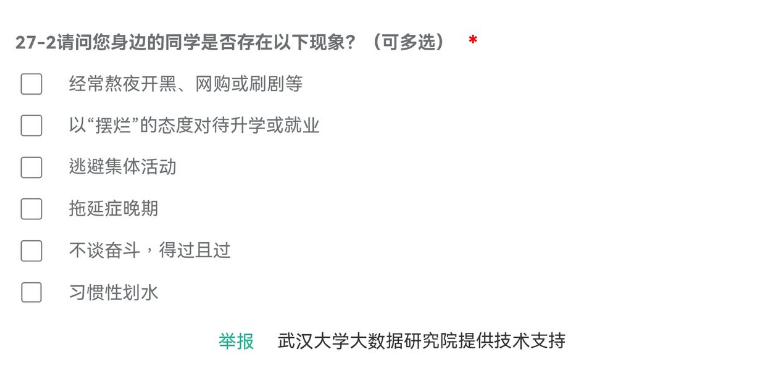 27-2请问您身边的同学是否存在以下现象？（可多选） *
经常熬夜开黑、网购或刷剧等
以“摆烂”的态度对待升学或就业
逃避集体活动
拖延症晚期
不谈奋斗，得过且过
习惯性划水
举报 武汉大学大数据研究院提供技术支持